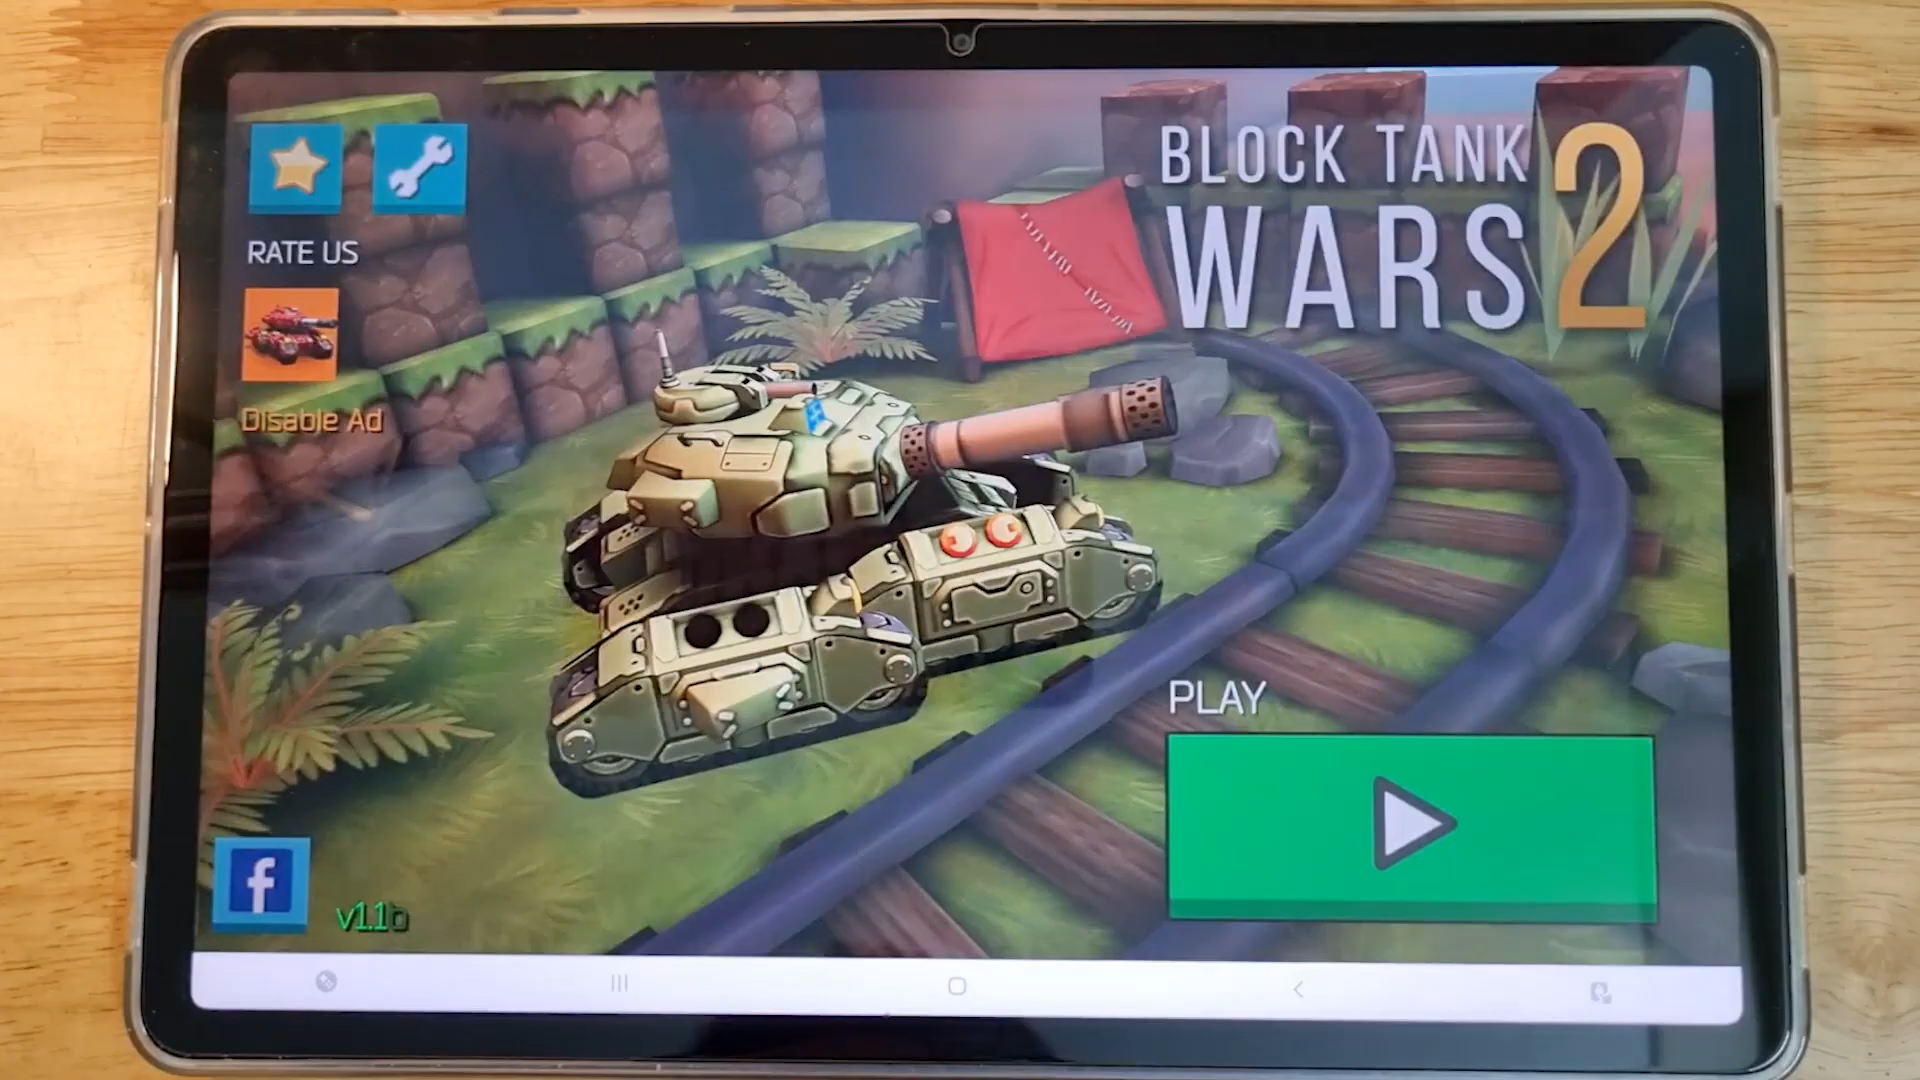 BLOCK TANK
WARS 2
RATE US
Disable Ad
PLAY
f
v1.1b